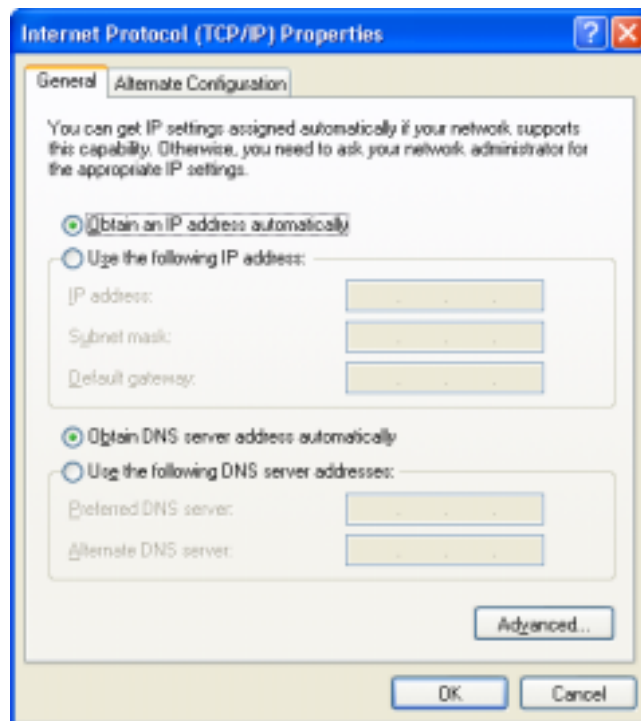 Internet Protocol (TCP/IP) Properties
General
Alternate Configuration
You can get IP settings assigned automatically if your network supports
this capability. Otherwise, you need to ask your network administrator for
the appropriate IP settings.
Obtain an IP address automatically
Use the following IP address:
IP address:
Subnet mask:
Default gateway:
Obtain DNS server address automatically
Use the following DNS server addresses:
Preferred DNS server:
Alternate DNS server:
Advanced...
OK
Cancel